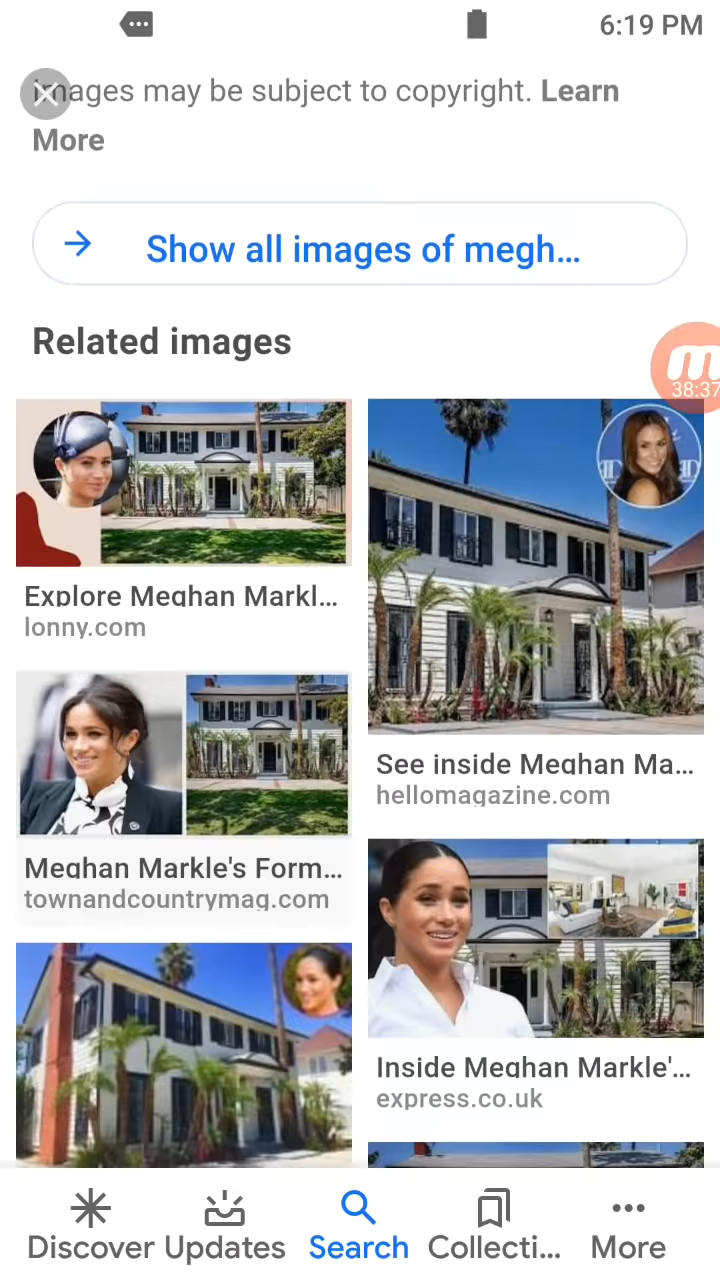 6:19 PM
images may be subject to copyright. Learn
More
Show all images of megh...
Related images
38:37
Explore Meghan Markl...
lonny.com
See inside Meghan Ma...
hellomagazine.com
Meghan Markle's Form...
townandcountrymag.com
Inside Meghan Markle'...
express.co.uk
Discover Updates Search Collecti... More